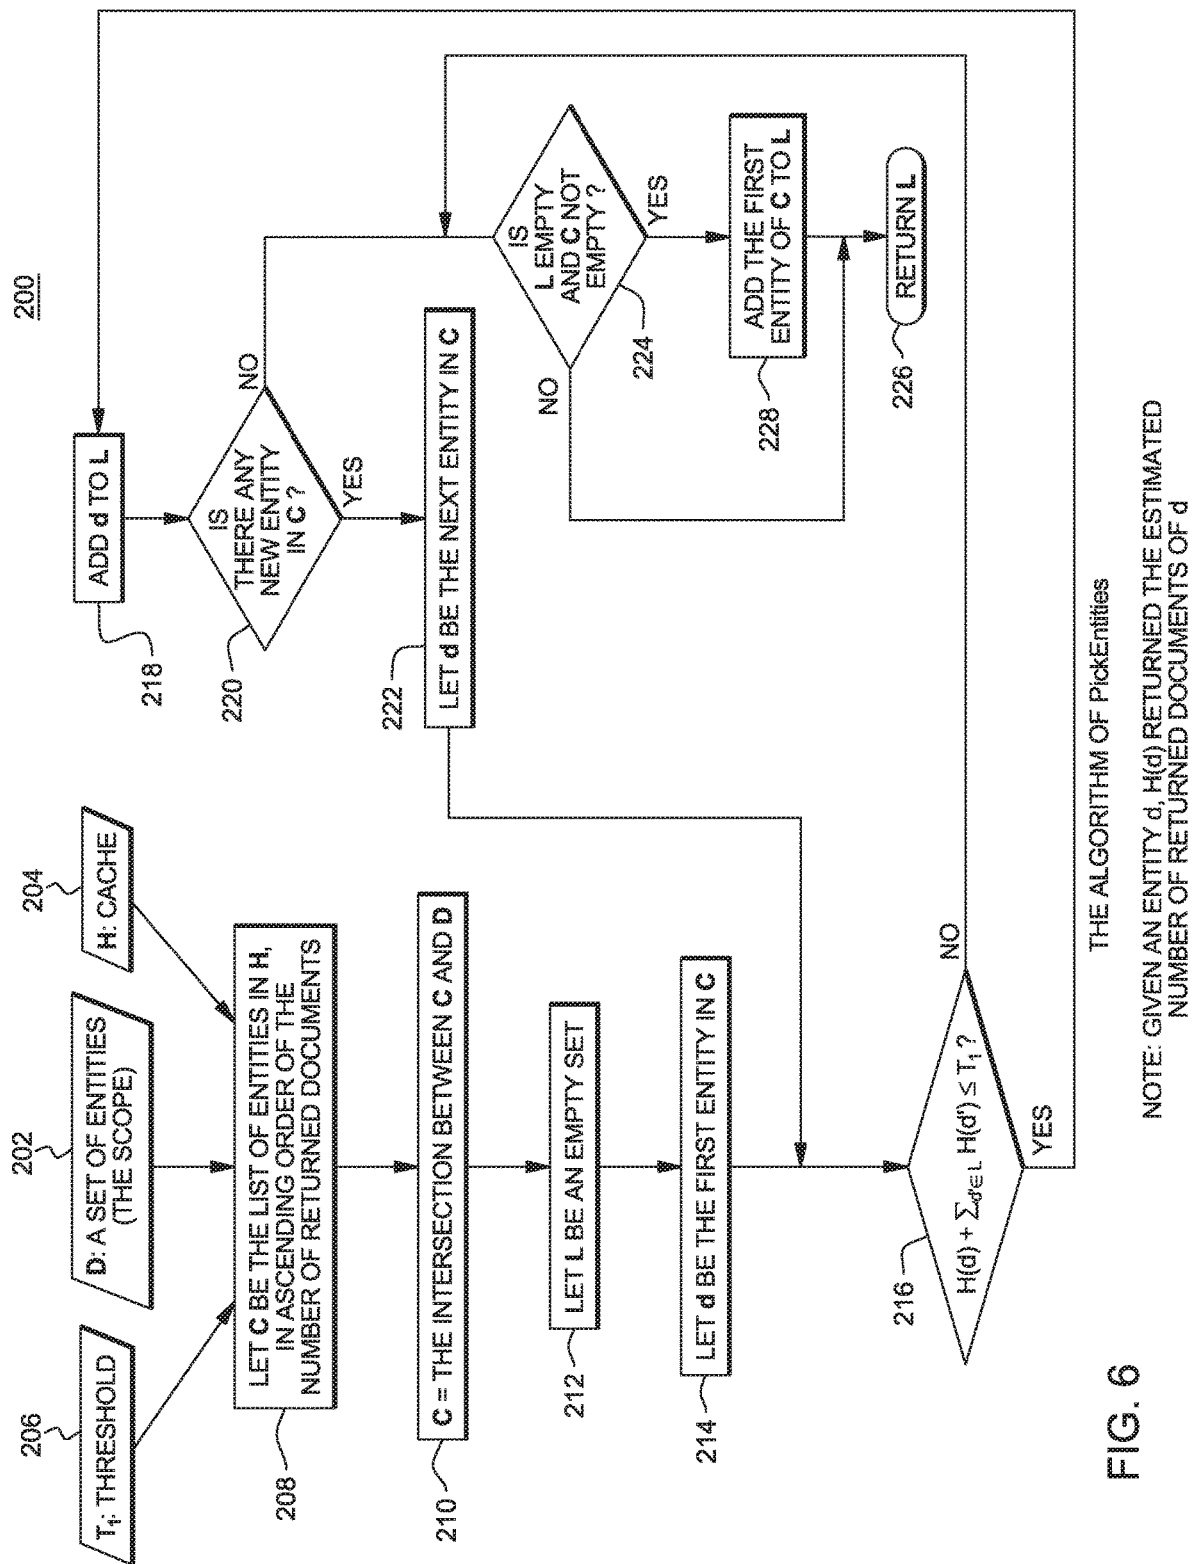 200
206
T₁: THRESHOLD
202
D: A SET OF ENTITIES
(THE SCOPE)
204
H: CACHE
LET C BE THE LIST OF ENTITIES IN H,
IN ASCENDING ORDER OF THE
NUMBER OF RETURNED DOCUMENTS
208
C = THE INTERSECTION BETWEEN C AND D
210
LET L BE AN EMPTY SET
212
LET d BE THE FIRST ENTITY IN C
214
H(d) + ∑d'∈L H(d') ≤ T₁ ?
216
NO
YES
ADD d TO L
218
IS
THERE ANY
NEW ENTITY
IN C ?
220
NO
YES
222
LET d BE THE NEXT ENTITY IN C
IS
L EMPTY
AND C NOT
EMPTY ?
224
NO
YES
ADD THE FIRST
ENTITY OF C TO L
228
RETURN L
226
THE ALGORITHM OF PickEntities
NOTE: GIVEN AN ENTITY d, H(d) RETURNED THE ESTIMATED
NUMBER OF RETURNED DOCUMENTS OF d
FIG. 6